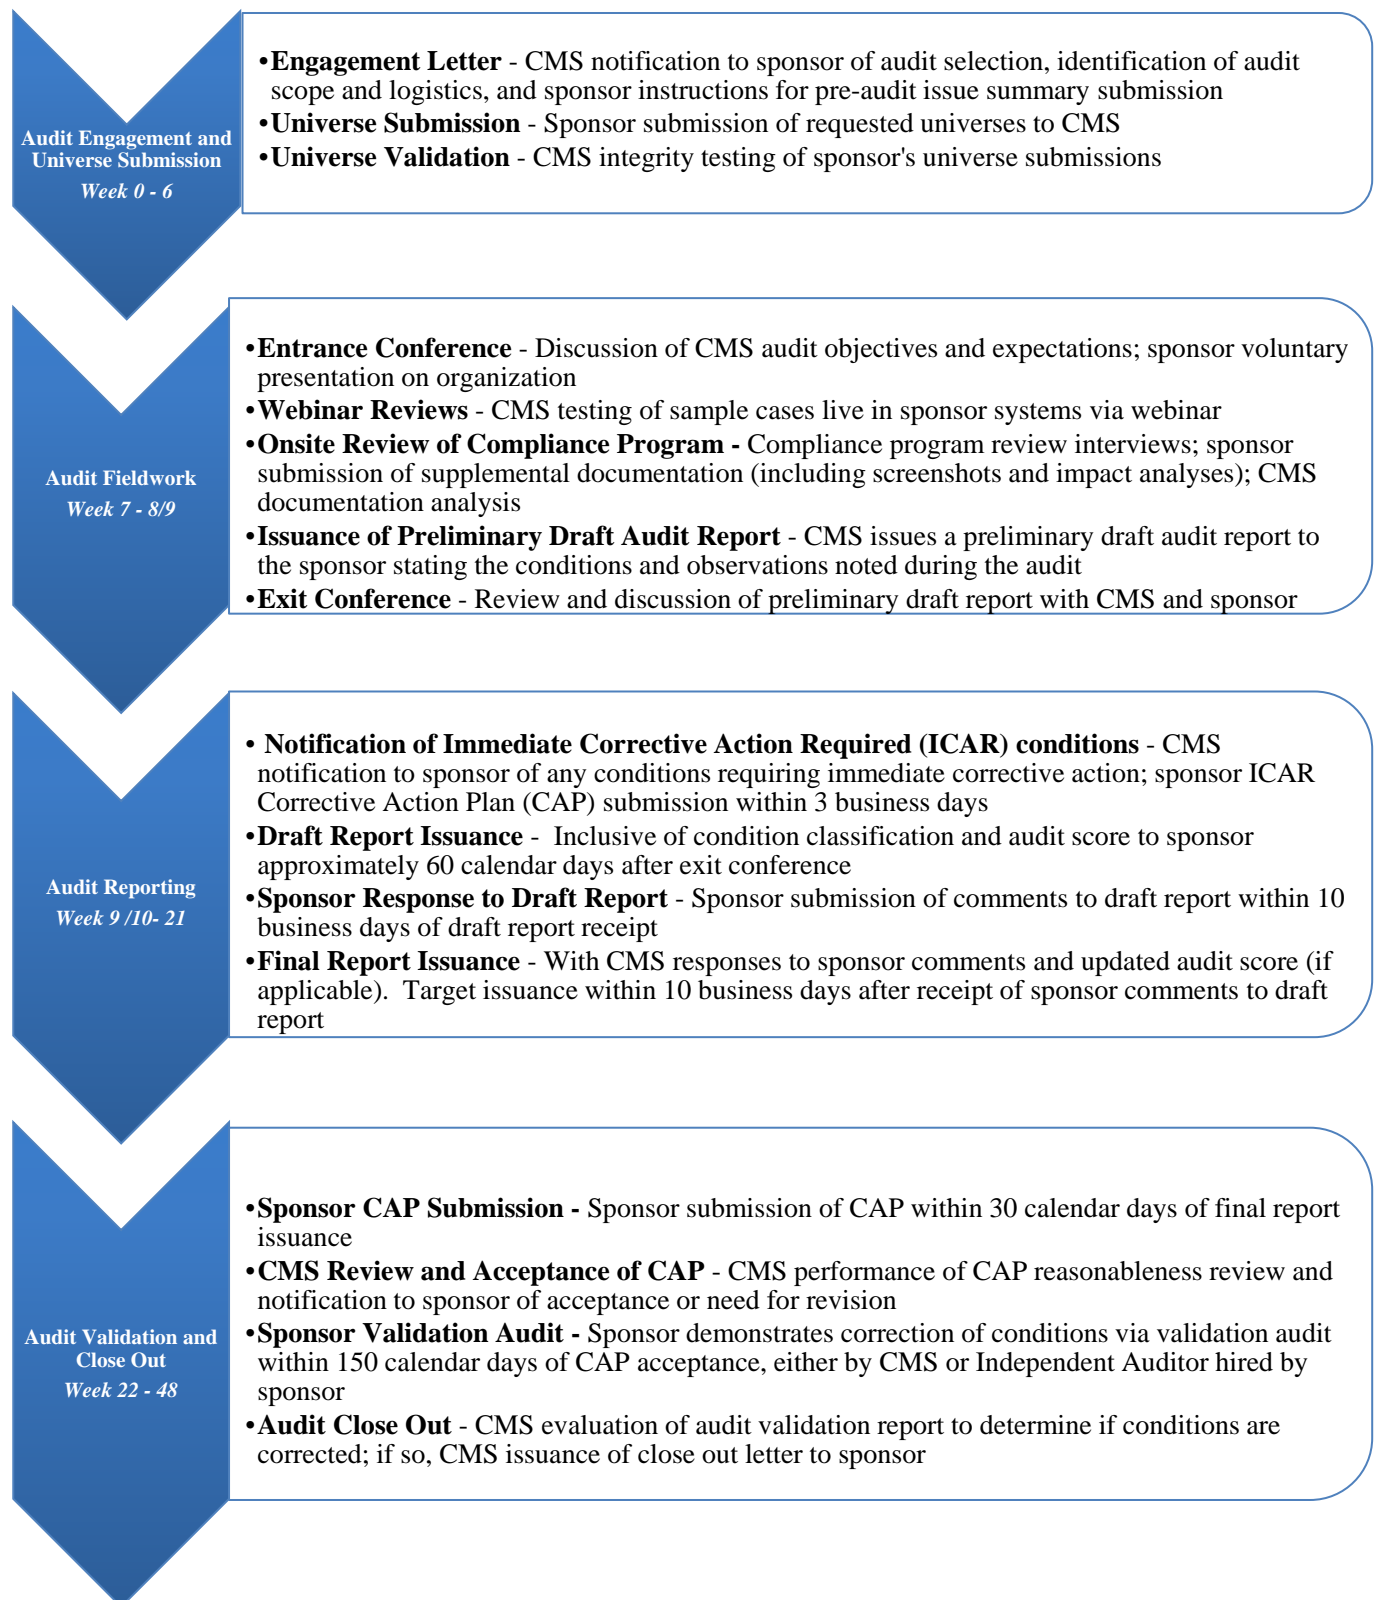 Audit Engagement and
Universe Submission
Week 0 - 6
•Engagement Letter - CMS notification to sponsor of audit selection, identification of audit
scope and logistics, and sponsor instructions for pre-audit issue summary submission
•Universe Submission - Sponsor submission of requested universes to CMS
•Universe Validation - CMS integrity testing of sponsor's universe submissions
Audit Fieldwork
Week 7 - 8/9
•Entrance Conference - Discussion of CMS audit objectives and expectations; sponsor voluntary
presentation on organization
•Webinar Reviews - CMS testing of sample cases live in sponsor systems via webinar
•Onsite Review of Compliance Program - Compliance program review interviews; sponsor
submission of supplemental documentation (including screenshots and impact analyses); CMS
documentation analysis
•Issuance of Preliminary Draft Audit Report - CMS issues a preliminary draft audit report to
the sponsor stating the conditions and observations noted during the audit
•Exit Conference - Review and discussion of preliminary draft report with CMS and sponsor
Audit Reporting
Week 9 /10- 21
• Notification of Immediate Corrective Action Required (ICAR) conditions - CMS
notification to sponsor of any conditions requiring immediate corrective action; sponsor ICAR
Corrective Action Plan (CAP) submission within 3 business days
•Draft Report Issuance -  Inclusive of condition classification and audit score to sponsor
approximately 60 calendar days after exit conference
•Sponsor Response to Draft Report - Sponsor submission of comments to draft report within 10
business days of draft report receipt
•Final Report Issuance - With CMS responses to sponsor comments and updated audit score (if
applicable).  Target issuance within 10 business days after receipt of sponsor comments to draft
report
Audit Validation and
Close Out
Week 22 - 48
•Sponsor CAP Submission - Sponsor submission of CAP within 30 calendar days of final report
issuance
•CMS Review and Acceptance of CAP - CMS performance of CAP reasonableness review and
notification to sponsor of acceptance or need for revision
•Sponsor Validation Audit - Sponsor demonstrates correction of conditions via validation audit
within 150 calendar days of CAP acceptance, either by CMS or Independent Auditor hired by
sponsor
•Audit Close Out - CMS evaluation of audit validation report to determine if conditions are
corrected; if so, CMS issuance of close out letter to sponsor